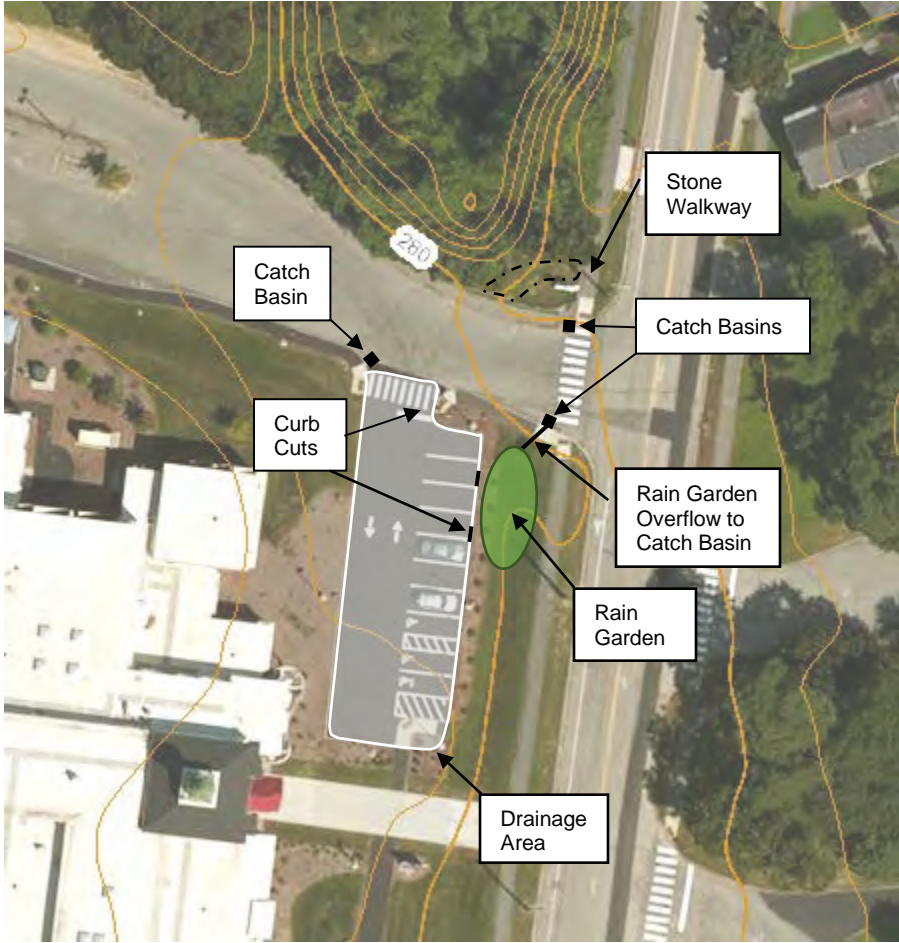 Stone
Walkway
280
Catch
Basin
Catch Basins
Curb
Cuts
Rain Garden
Overflow to
Catch Basin
Rain
Garden
Drainage
Area